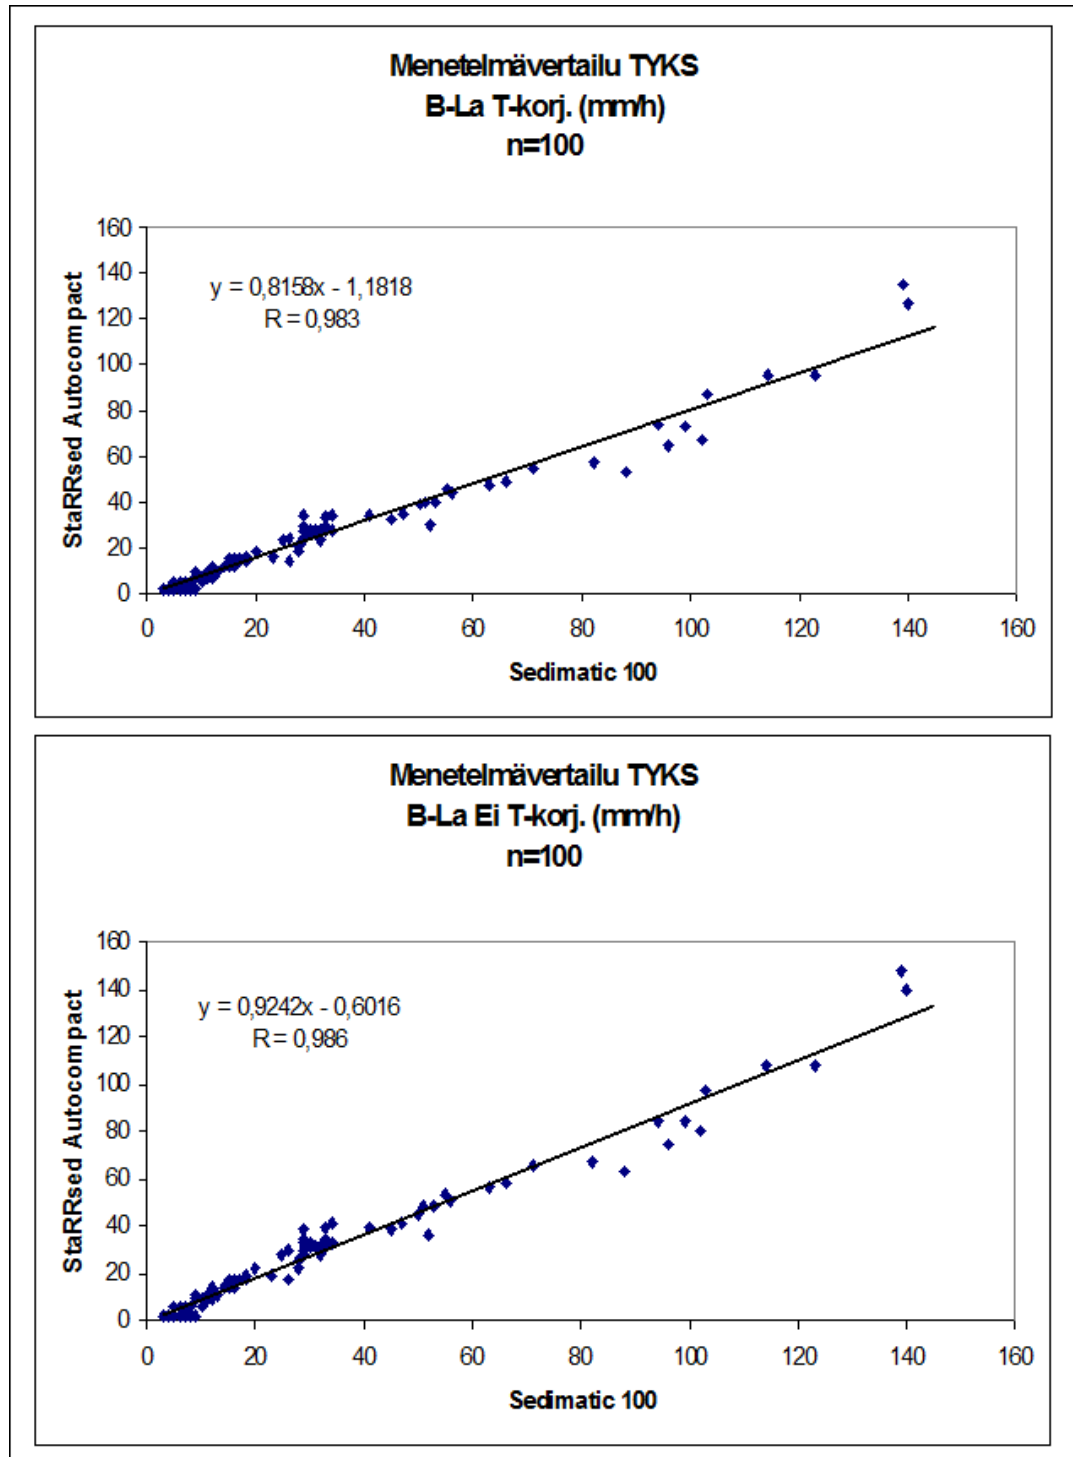 Menetelmävertailu TYKS
B-La T-korj. (mm/h)
n=100
160
140
120
100
80
60
40
20
0
y = 0,8158x - 1,1818
R = 0,983
StaRRsed Autocompact
0 20 40 60 80 100 120 140 160
Sedimatic 100
Menetelmävertailu TYKS
B-La Ei T-korj. (mm/h)
n=100
160
140
120
100
80
60
40
20
0
y = 0,9242x - 0,6016
R = 0,986
StaRRsed Autocompact
0 20 40 60 80 100 120 140 160
Sedimatic 100